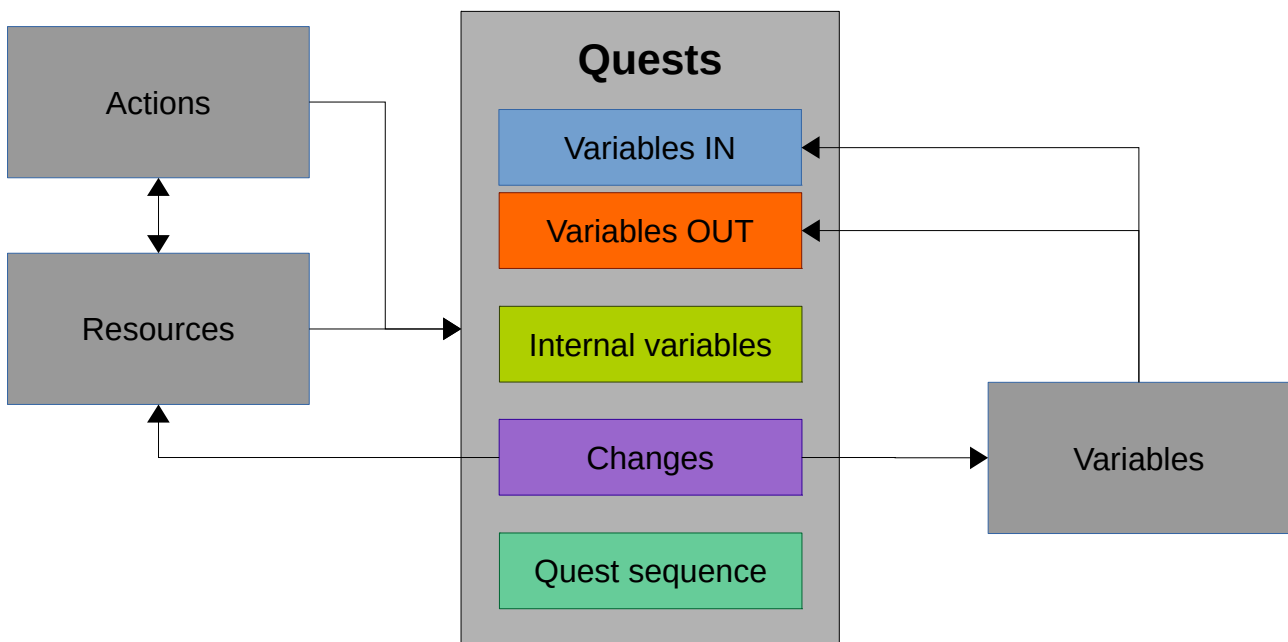 Quests
Actions
Variables IN
Variables OUT
Resources
Internal variables
Changes
Variables
Quest sequence